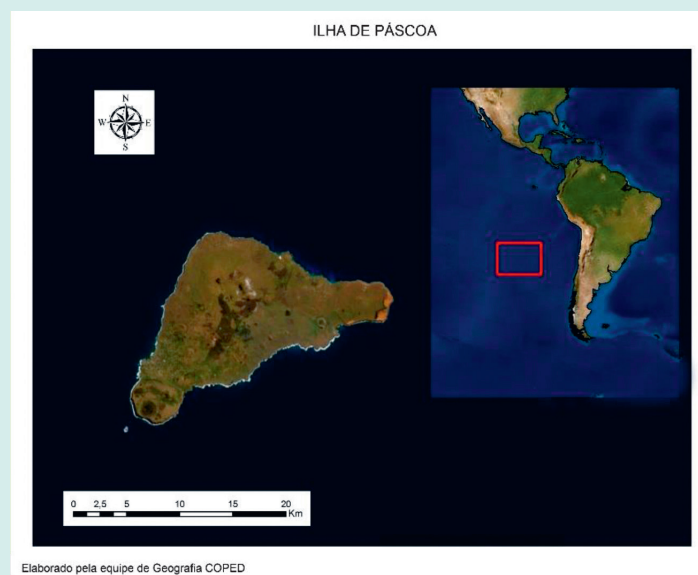 ILHA DE PÁSCOA
N
W E
S
0 2,5 5 10 15 20
Km
Elaborado pela equipe de Geografia COPED